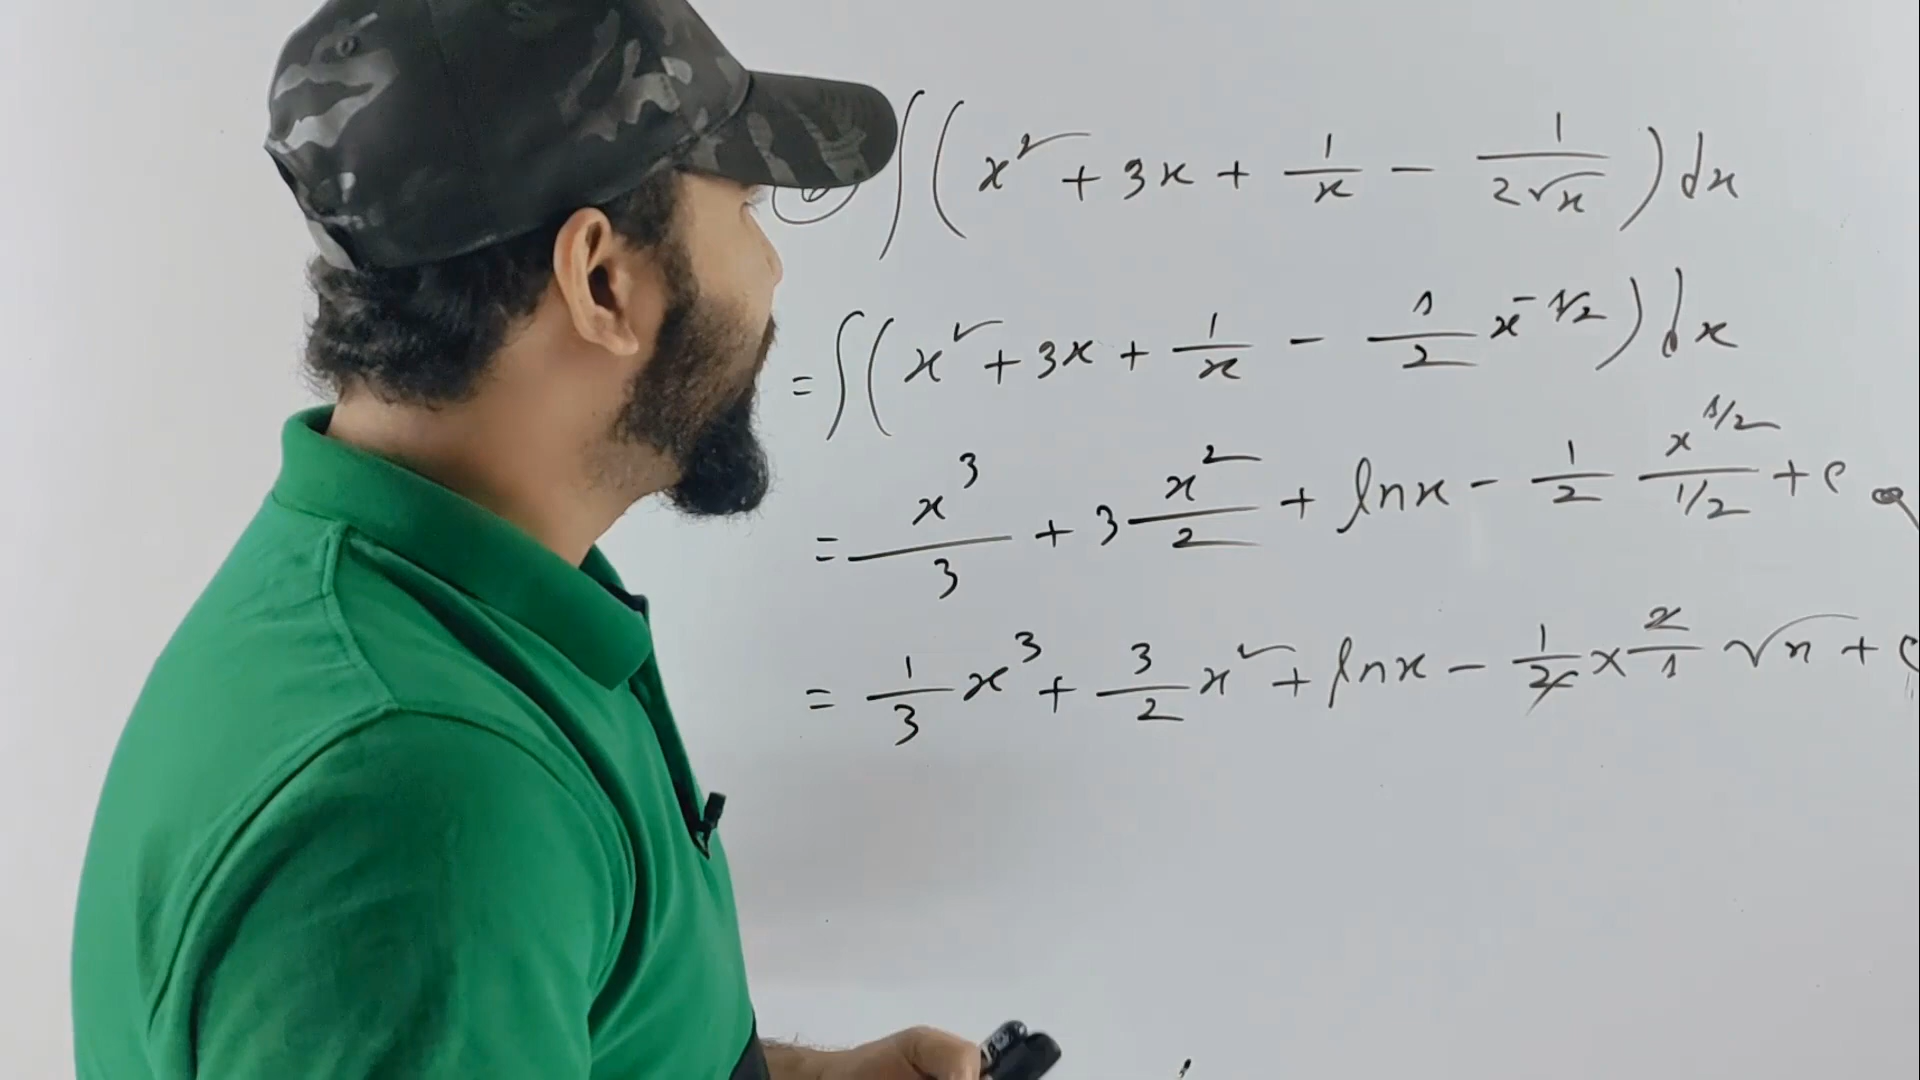 ∫(x² + 3x + 1/x − 1/(2√x)) dx
= ∫(x² + 3x + 1/x − 1/2 x^(-1/2)) dx
= x³/3 + 3 x²/2 + ln x − 1/2 x^(1/2)/(1/2) + c
= 1/3 x³ + 3/2 x² + ln x − 1/2 × 2/1 √x + c